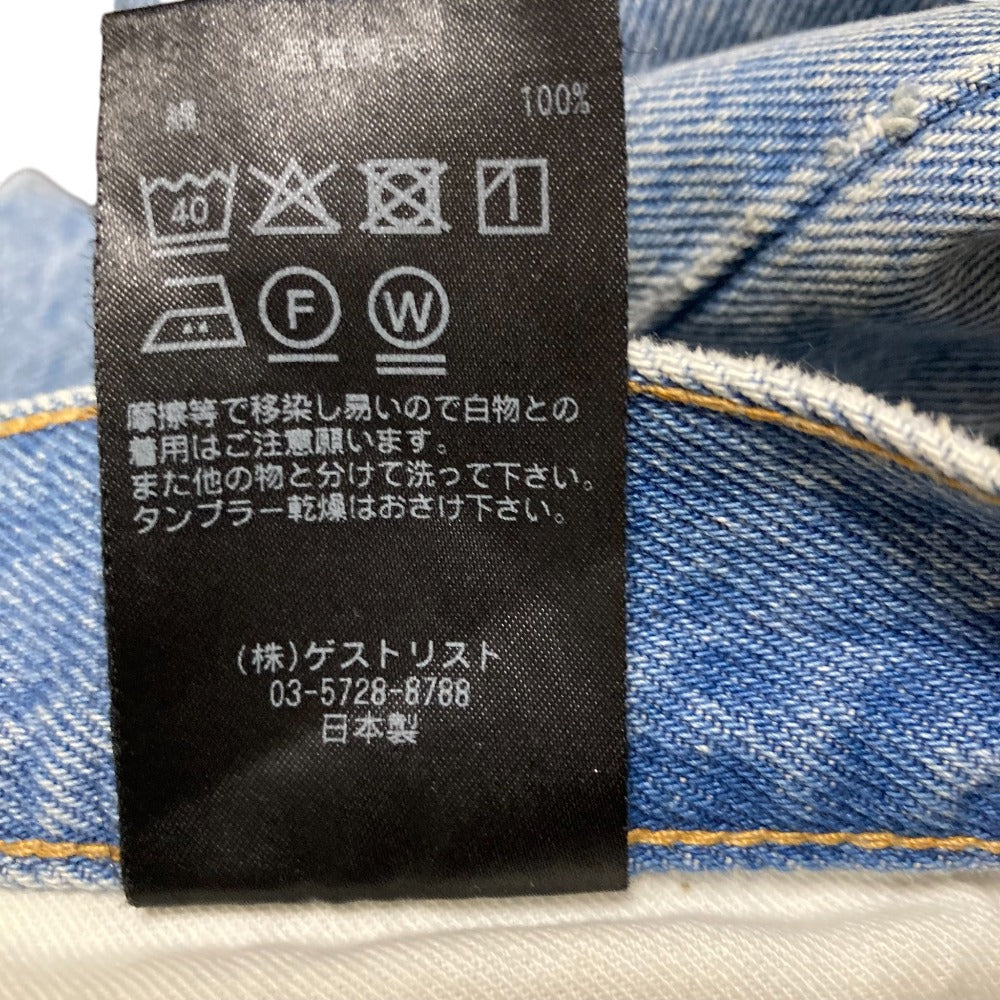 綿 100%
40
F W
摩擦等で移染し易いので白物との
着用はご注意願います。
また他の物と分けて洗って下さい。
タンブラー乾燥はおさけ下さい。
(株)ゲストリスト
03-5728-8788
日本製